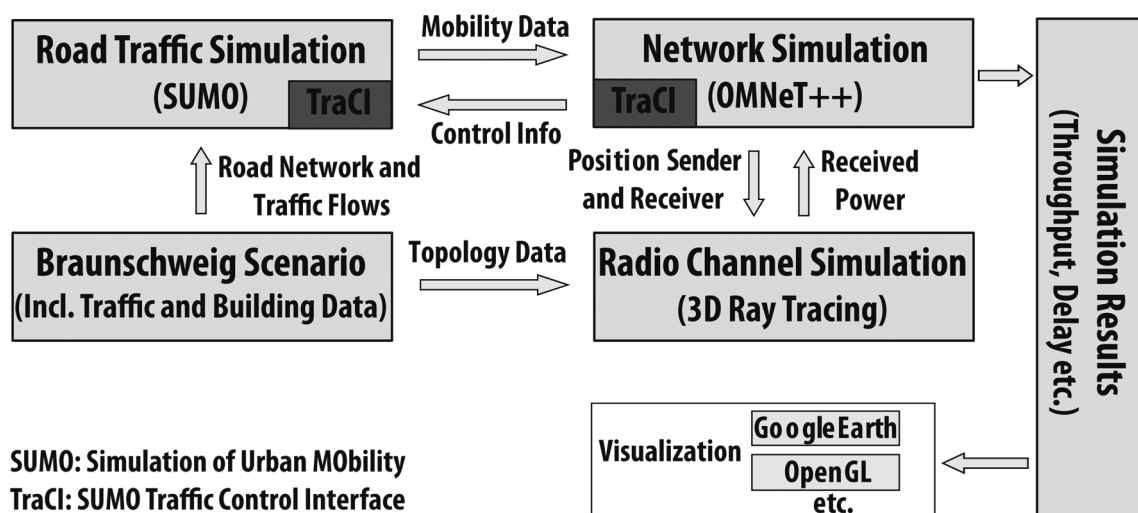 Road Traffic Simulation
(SUMO)
TraCI
Mobility Data
Control Info
Network Simulation
(OMNeT++)
TraCI
Road Network and
Traffic Flows
Position Sender
and Receiver
Received
Power
Braunschweig Scenario
(Incl. Traffic and Building Data)
Topology Data
Radio Channel Simulation
(3D Ray Tracing)
Simulation Results
(Throughput, Delay etc.)
Visualization
Google Earth
OpenGL
etc.
SUMO: Simulation of Urban MObility
TraCI: SUMO Traffic Control Interface